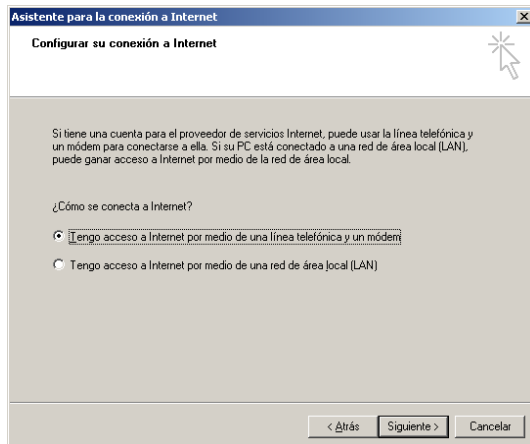 Asistente para la conexión a Internet
Configurar su conexión a Internet
Si tiene una cuenta para el proveedor de servicios Internet, puede usar la línea telefónica y
un módem para conectarse a ella. Si su PC está conectado a una red de área local (LAN),
puede ganar acceso a Internet por medio de la red de área local.
¿Cómo se conecta a Internet?
Tengo acceso a Internet por medio de una línea telefónica y un módem
Tengo acceso a Internet por medio de una red de área local (LAN)
< Atrás Siguiente > Cancelar